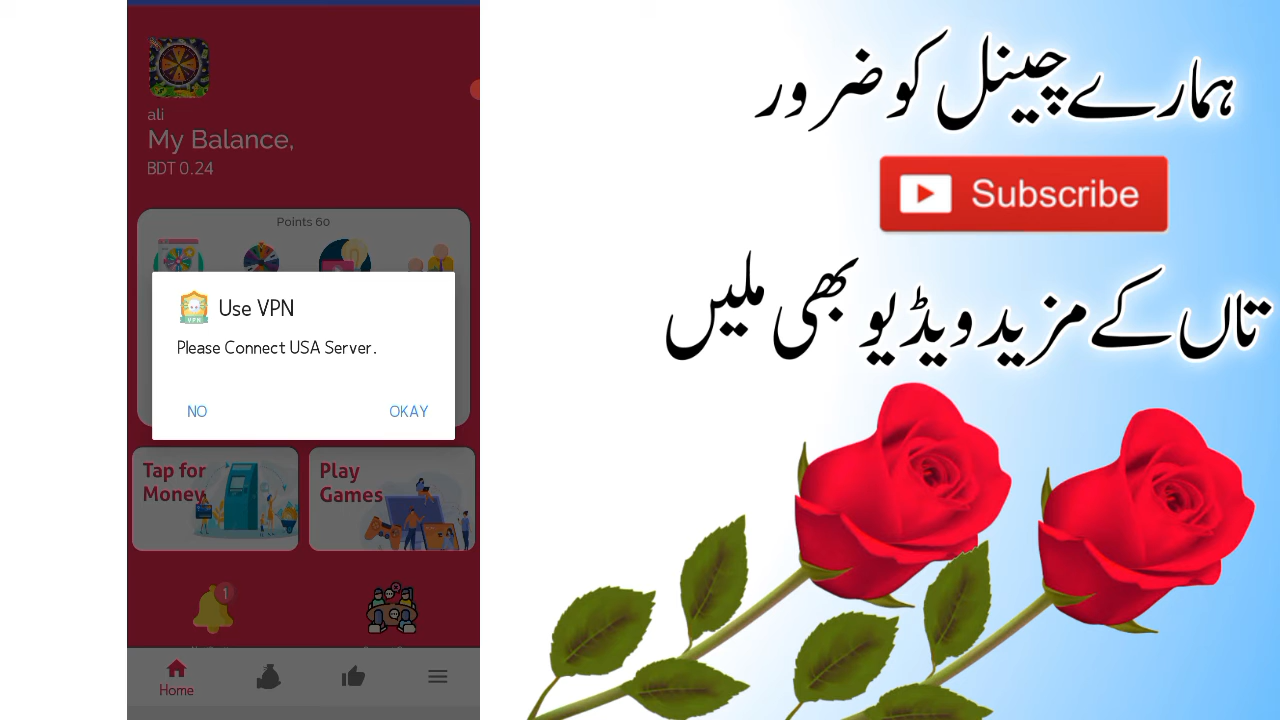 ali
My Balance,
BDT 0.24
Points 60
Use VPN
VPN
Please Connect USA Server.
NO
OKAY
Tap for
Money
Play
Games
1
Home
ہمارے چینل کو ضرور
Subscribe
تاں کے مزید ویڈیو بھی ملیں